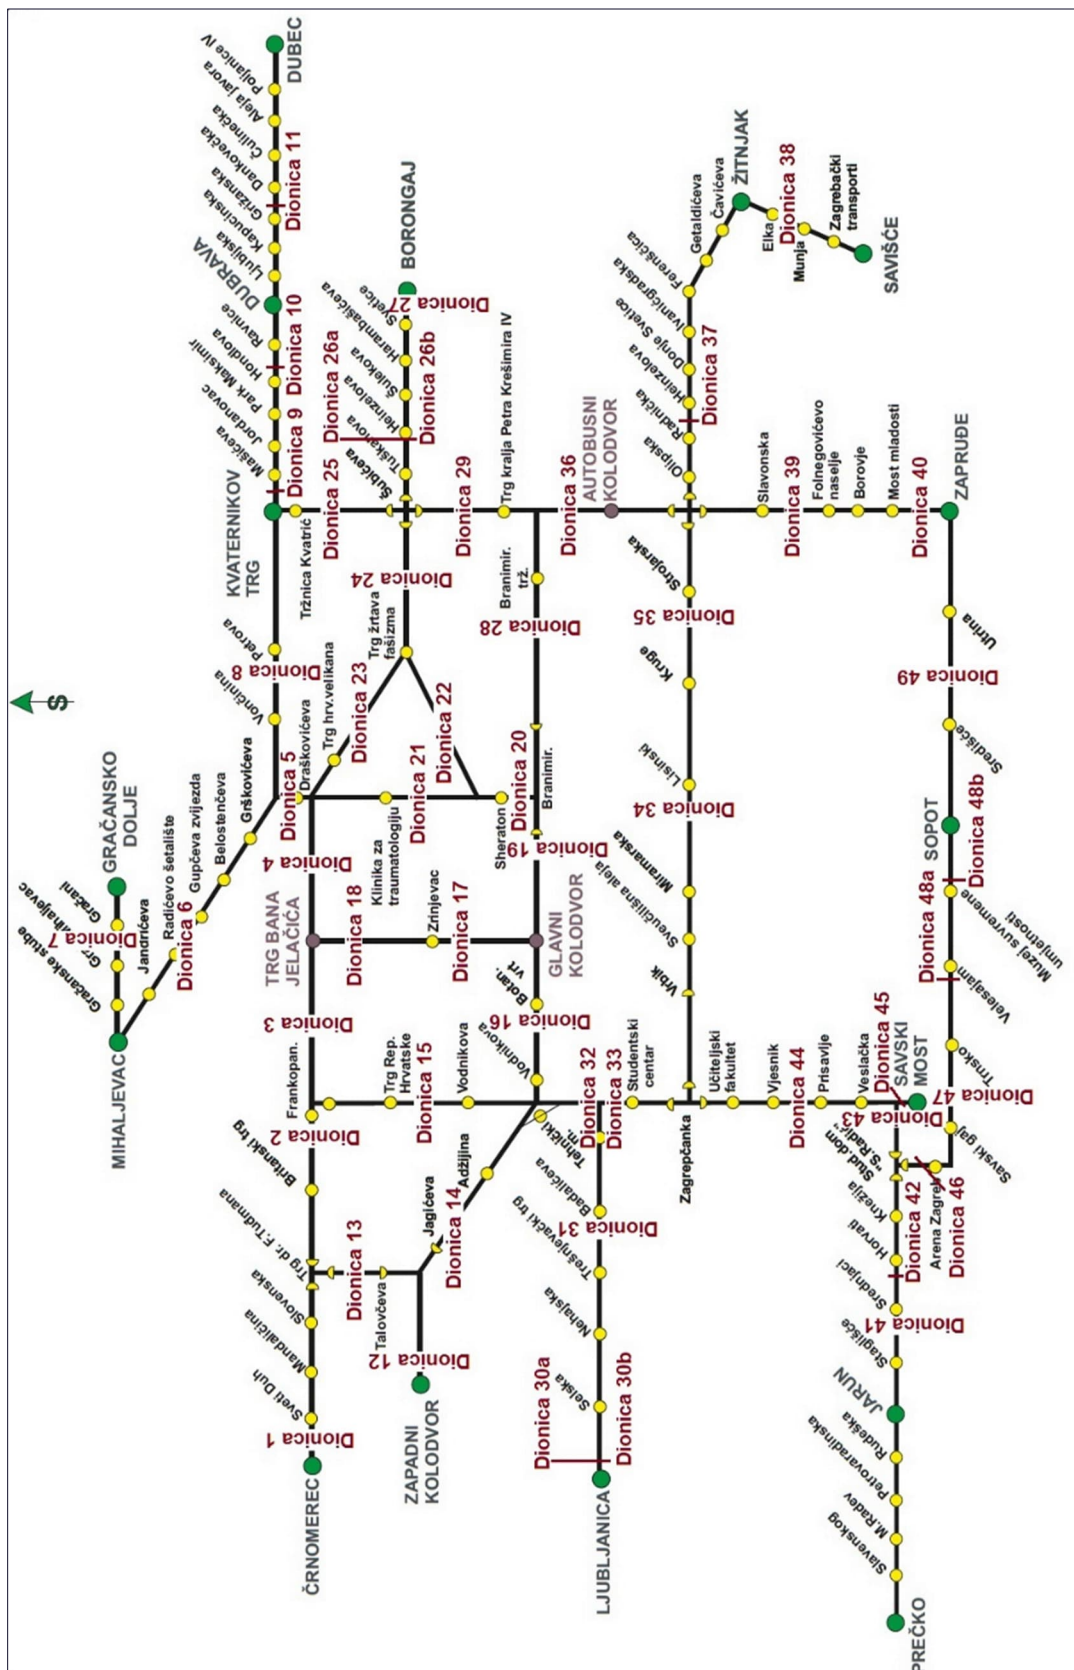 S
GRAČANSKO
DOLJE
Gračani
Dionica 7
Gračanske stube
MIHALJEVAC
Jandrićeva
Dionica 6
Radićevo šetalište
Gupčeva zvijezda
Belostenčeva
Grškovićeva
Dionica 5
Draškovićeva
Vončinina
Dionica 8
Petrova
KVATERNIKOV
TRG
Dionica 9
Mašićeva
Jordanovac
Park Maksimir
Hondlova
Ravnice
Dionica 10
DUBRAVA
Ljubijska
Kapucinska
Grižanska
Dankovečka
Dionica 11
Čulinečka
Aleja javora
Poljanice IV
DUBEC
ČRNOMEREC
Dionica 1
Sveti Duh
Mandaličina
Slovenska
Trg dr. F.Tuđmana
Britanski trg
Dionica 2
Frankopan.
Dionica 3
TRG BANA
JELAČIĆA
Dionica 4
Dionica 13
Talovčeva
ZAPADNI
KOLODVOR
Dionica 12
Jagićeva
Dionica 14
Adžijina
Trg Rep.
Hrvatske
Dionica 15
Vodnikova
Dionica 18
Zrinjevac
Dionica 17
Klinika za
traumatologiju
Dionica 21
Trg hrv.velikana
Dionica 23
Dionica 22
Trg žrtava
fašizma
Dionica 24
Tržnica Kvatrić
Dionica 25
Šubićeva
Tuškanova
Dionica 26a
Heinzelova
Dionica 26b
Šulekova
Harambašićeva
Svetice
Dionica 27
BORONGAJ
Dionica 29
Trg kralja Petra Krešimira IV
Vodnikova
Dionica 16
Botan.
vrt
GLAVNI
KOLODVOR
Dionica 19
Sheraton
Dionica 20
Branimir.
Dionica 28
Branimir.
trž.
Dionica 36
AUTOBUSNI
KOLODVOR
LJUBLJANICA
Dionica 30a
Dionica 30b
Selska
Nehajska
Trešnjevački trg
Dionica 31
Badalićeva
Tehnički
m.
Dionica 32
Dionica 33
Studentski
centar
Zagrepčanka
Vrbik
Sveučilišna aleja
Miramarska
Dionica 34
Lisinski
Kruge
Dionica 35
Strojarska
Olipska
Radnička
Dionica 37
Heinzelova
Donje Svetice
Ivanićgradska
Ferenščica
Getaldićeva
Čavićeva
ŽITNJAK
Elka
Dionica 38
Munja
Zagrebački
transporti
SAVIŠĆE
Učiteljski
fakultet
Vjesnik
Dionica 44
Prisavlje
Veslačka
Dionica 45
SAVSKI
MOST
Slavonska
Dionica 39
Folnegovićevo
naselje
Borovje
Most mladosti
Dionica 40
ZAPRUĐE
PREČKO
Slavenskog
M.Radev
Petrovaradinska
Rudeška
JARUN
Staglišće
Dionica 41
Srednjaci
Dionica 42
Horvati
Knežija
Stud.dom
"S.Radić"
Dionica 43
Arena Zagreb
Dionica 46
Savski gaj
Dionica 47
Trnsko
Velesajam
Dionica 48a
Muzej suvremene
umjetnosti
SOPOT
Dionica 48b
Središće
Dionica 49
Utrina